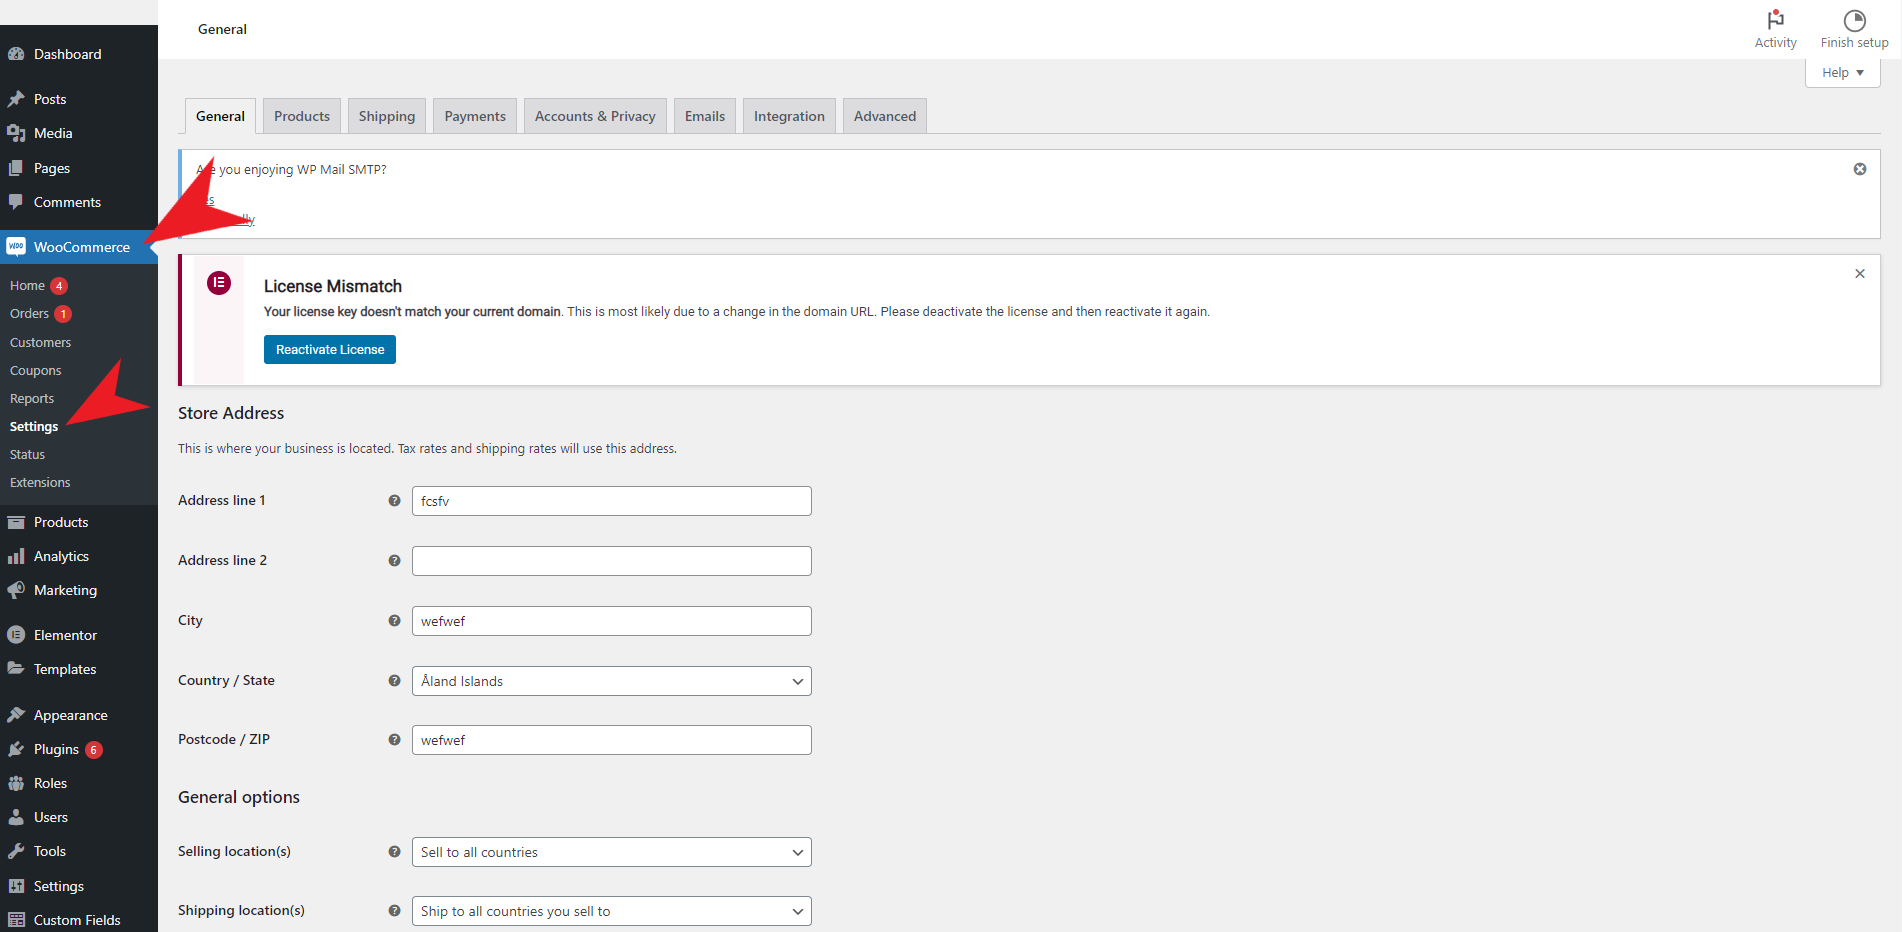 General
Activity
Finish setup
Help
Dashboard
Posts
Media
Pages
Comments
WooCommerce
Home 4
Orders 1
Customers
Coupons
Reports
Settings
Status
Extensions
Products
Analytics
Marketing
Elementor
Templates
Appearance
Plugins 6
Roles
Users
Tools
Settings
Custom Fields
General Products Shipping Payments Accounts & Privacy Emails Integration Advanced
you enjoying WP Mail SMTP?
License Mismatch
Your license key doesn't match your current domain. This is most likely due to a change in the domain URL. Please deactivate the license and then reactivate it again.
Reactivate License
Store Address
This is where your business is located. Tax rates and shipping rates will use this address.
Address line 1 fcsfv
Address line 2
City wefwef
Country / State Åland Islands
Postcode / ZIP wefwef
General options
Selling location(s) Sell to all countries
Shipping location(s) Ship to all countries you sell to